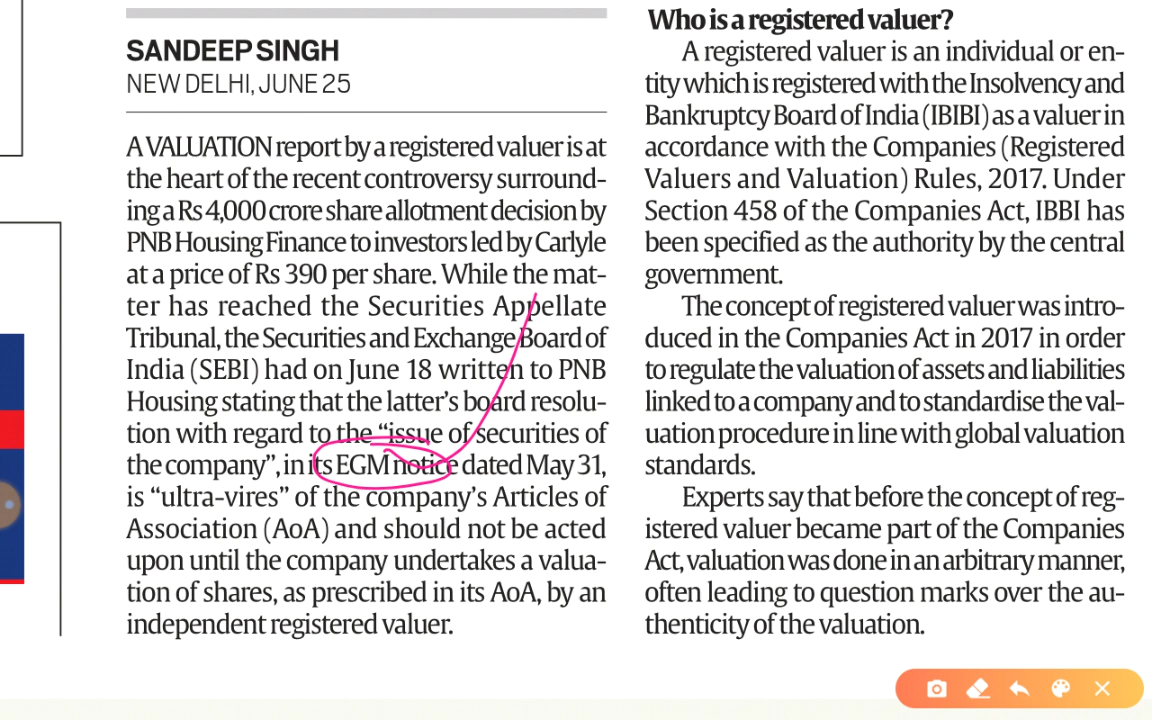 SANDEEP SINGH
NEW DELHI, JUNE 25
A VALUATION report by a registered valuer is at
the heart of the recent controversy surround-
ing a Rs 4,000 crore share allotment decision by
PNB Housing Finance to investors led by Carlyle
at a price of Rs 390 per share. While the mat-
ter has reached the Securities Appellate
Tribunal, the Securities and Exchange Board of
India (SEBI) had on June 18 written to PNB
Housing stating that the latter's board resolu-
tion with regard to the “issue of securities of
the company”, in its EGM notice dated May 31,
is “ultra-vires” of the company's Articles of
Association (AoA) and should not be acted
upon until the company undertakes a valua-
tion of shares, as prescribed in its AoA, by an
independent registered valuer.
Who is a registered valuer?
A registered valuer is an individual or en-
tity which is registered with the Insolvency and
Bankruptcy Board of India (IBIBI) as a valuer in
accordance with the Companies (Registered
Valuers and Valuation) Rules, 2017. Under
Section 458 of the Companies Act, IBBI has
been specified as the authority by the central
government.
The concept of registered valuer was intro-
duced in the Companies Act in 2017 in order
to regulate the valuation of assets and liabilities
linked to a company and to standardise the val-
uation procedure in line with global valuation
standards.
Experts say that before the concept of reg-
istered valuer became part of the Companies
Act, valuation was done in an arbitrary manner,
often leading to question marks over the au-
thenticity of the valuation.